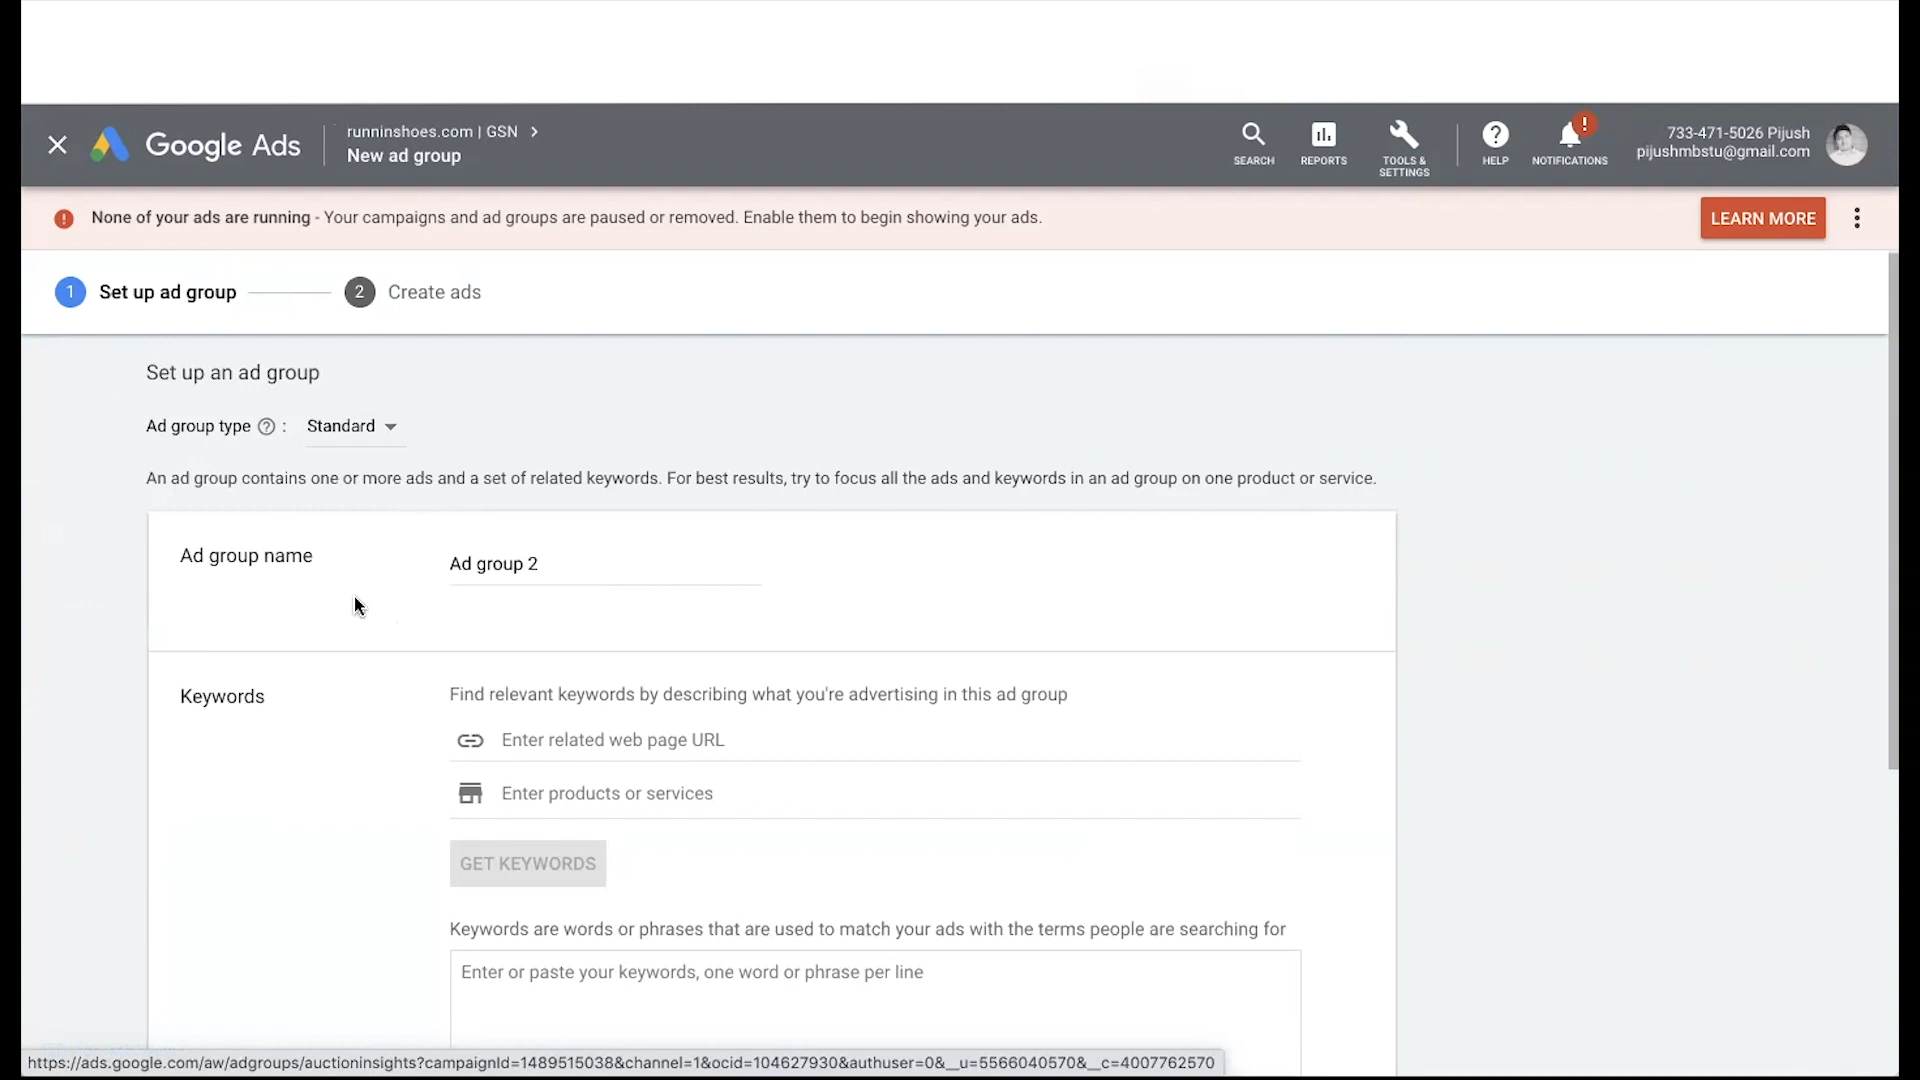 Google Ads
runninshoes.com | GSN
New ad group
SEARCH
REPORTS
TOOLS &
SETTINGS
HELP
!
NOTIFICATIONS
733-471-5026 Pijush
pijushmbstu@gmail.com
None of your ads are running - Your campaigns and ad groups are paused or removed. Enable them to begin showing your ads.
LEARN MORE
1 Set up ad group
2 Create ads
Set up an ad group
Ad group type ? : Standard
An ad group contains one or more ads and a set of related keywords. For best results, try to focus all the ads and keywords in an ad group on one product or service.
Ad group name
Ad group 2
Keywords
Find relevant keywords by describing what you're advertising in this ad group
Enter related web page URL
Enter products or services
GET KEYWORDS
Keywords are words or phrases that are used to match your ads with the terms people are searching for
Enter or paste your keywords, one word or phrase per line
https://ads.google.com/aw/adgroups/auctioninsights?campaignId=1489515038&channel=1&ocid=104627930&authuser=0&__u=5566040570&__c=4007762570